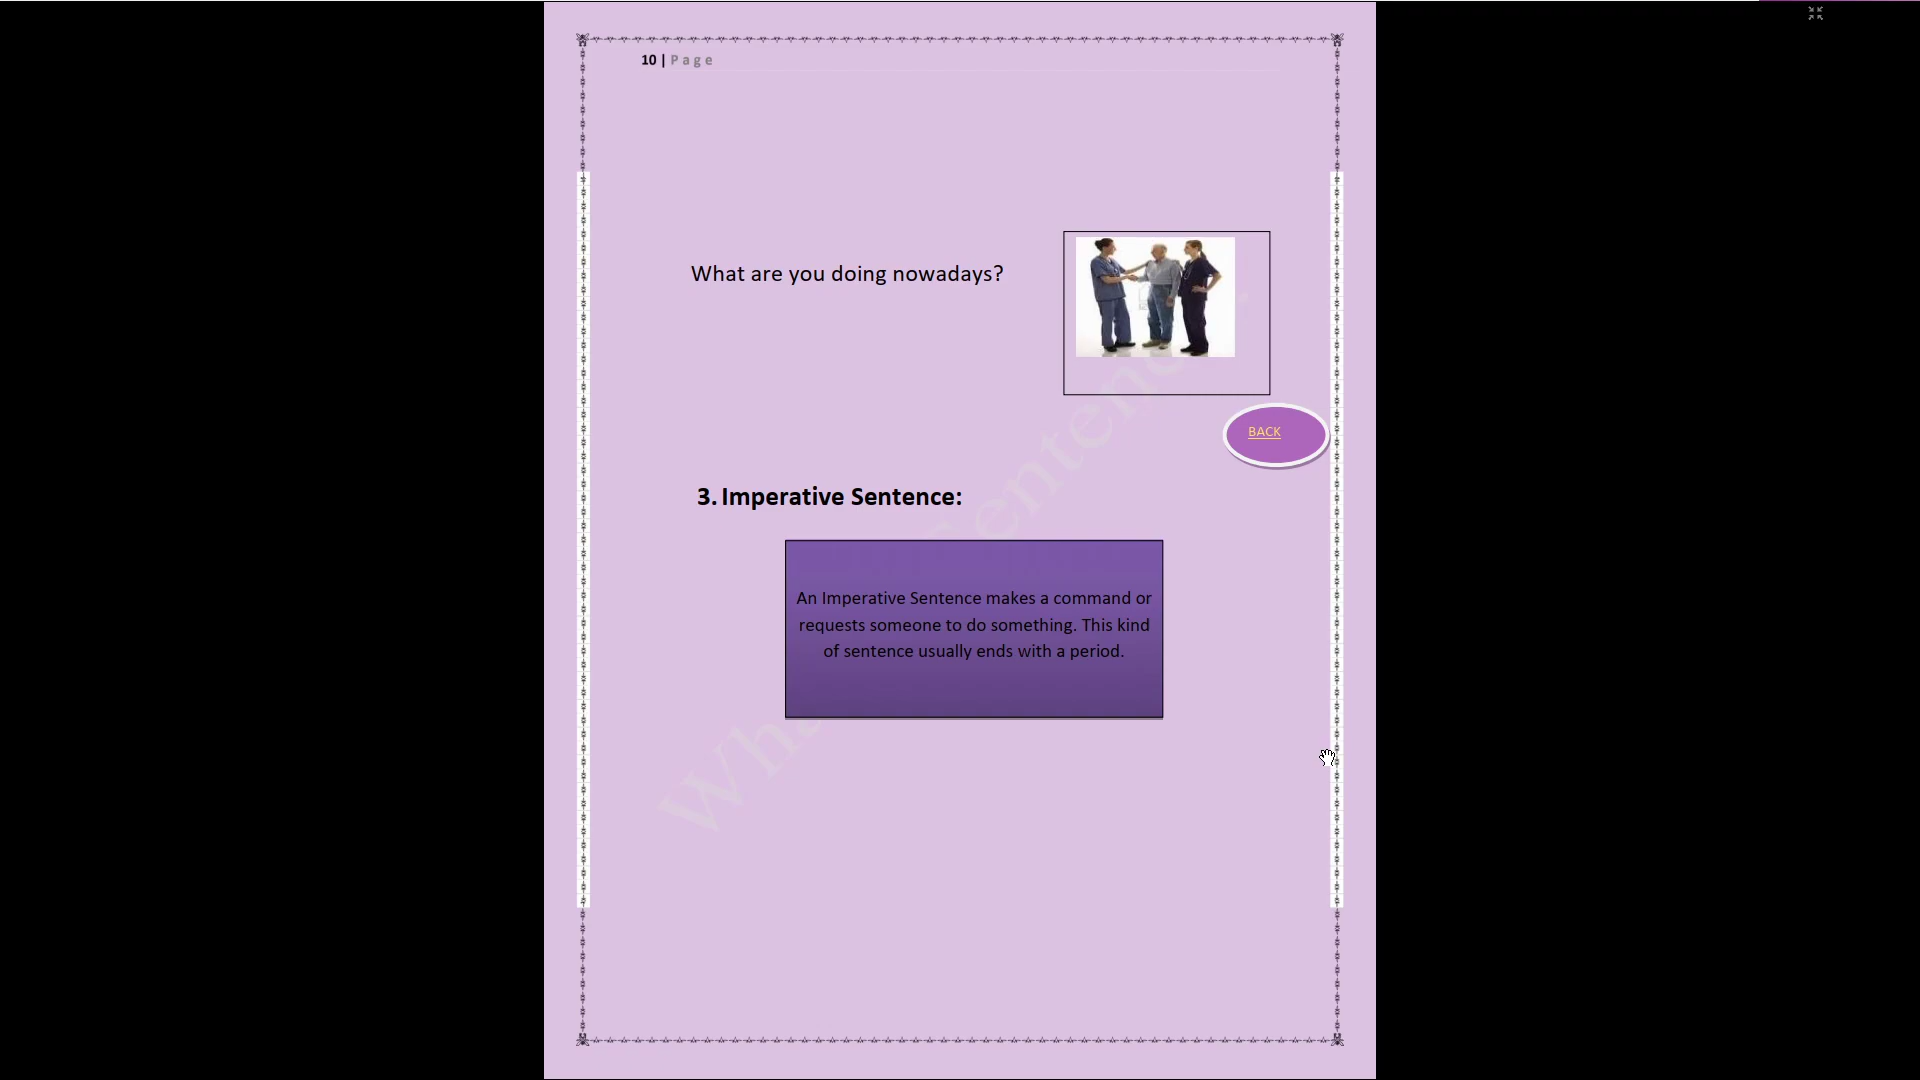 10 | Page
What are you doing nowadays?
BACK
3. Imperative Sentence:
An Imperative Sentence makes a command or
requests someone to do something. This kind
of sentence usually ends with a period.